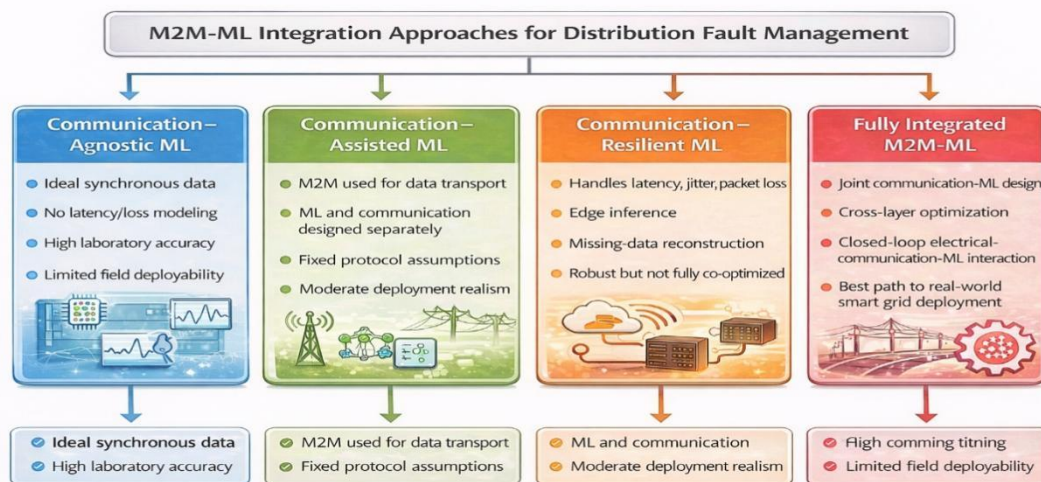 M2M-ML Integration Approaches for Distribution Fault Management
Communication–
Agnostic ML
Ideal synchronous data
No latency/loss modeling
High laboratory accuracy
Limited field deployability
Communication–
Assisted ML
M2M used for data transport
ML and communication
designed separately
Fixed protocol assumptions
Moderate deployment realism
Communication–
Resilient ML
Handles latency, jitter, packet loss
Edge inference
Missing-data reconstruction
Robust but not fully co-optimized
Fully Integrated
M2M-ML
Joint communication-ML design
Cross-layer optimization
Closed-loop electrical-
communication-ML interaction
Best path to real-world
smart grid deployment
Ideal synchronous data
High laboratory accuracy
M2M used for data transport
Fixed protocol assumptions
ML and communication
Moderate deployment realism
comming
Limited field deployability